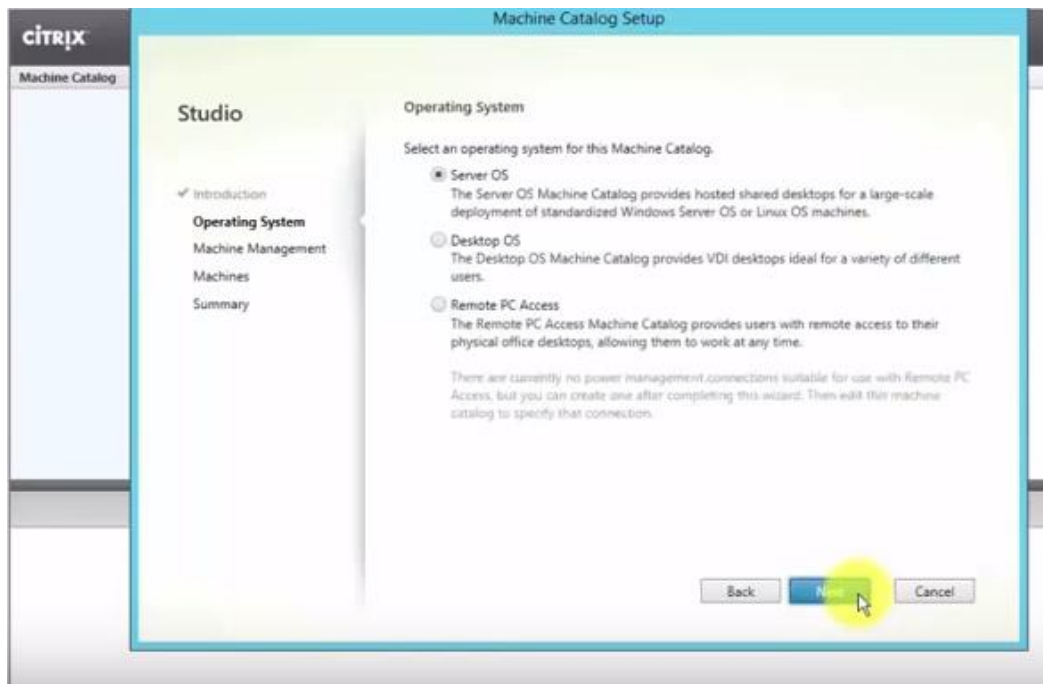 Machine Catalog Setup
CİTRIX
Machine Catalog
Studio
✔ Introduction
Operating System
Machine Management
Machines
Summary
Operating System
Select an operating system for this Machine Catalog.
Server OS
The Server OS Machine Catalog provides hosted shared desktops for a large-scale
deployment of standardized Windows Server OS or Linux OS machines.
Desktop OS
The Desktop OS Machine Catalog provides VDI desktops ideal for a variety of different
users.
Remote PC Access
The Remote PC Access Machine Catalog provides users with remote access to their
physical office desktops, allowing them to work at any time.
There are currently no power management connections suitable for use with Remote PC
Access, but you can create one after completing this wizard. Then edit this machine
catalog to specify that connection.
Back
Next
Cancel